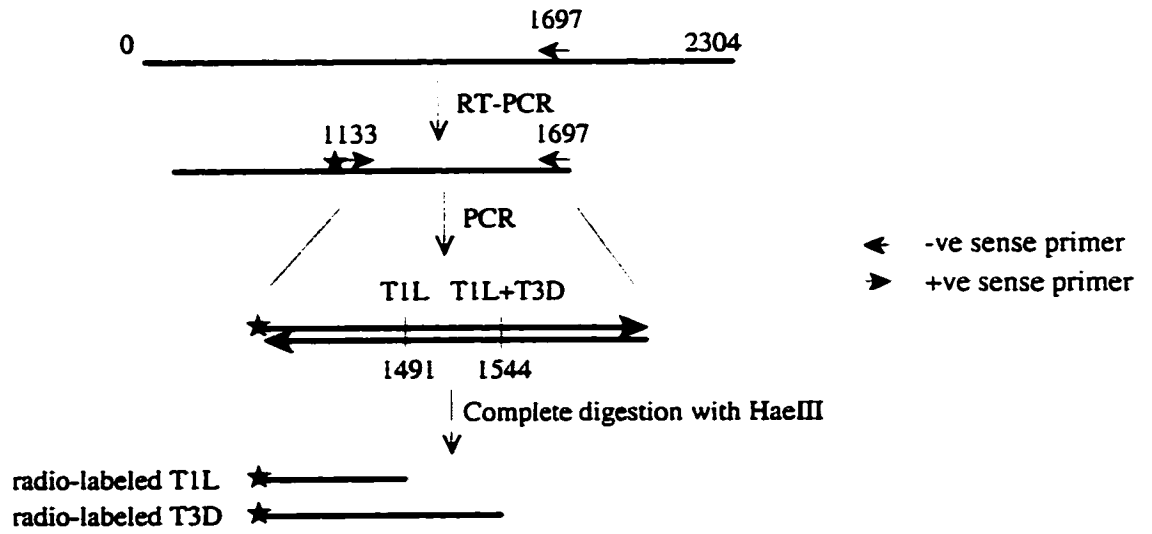 1697
0 2304
RT-PCR
1133 1697
PCR
-ve sense primer
+ve sense primer
T1L T1L+T3D
1491 1544
Complete digestion with HaeIII
radio-labeled T1L
radio-labeled T3D